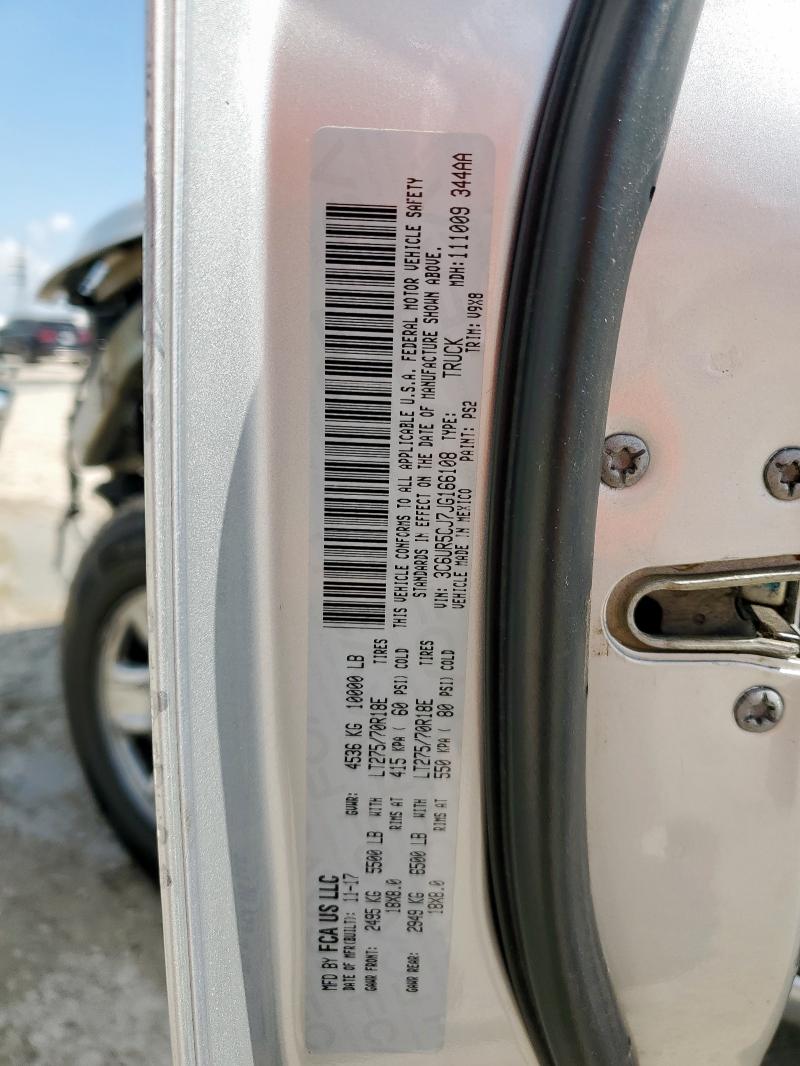 MFD BY FCA US LLC
DATE OF MFR(BUILT): 11-17 GVWR: 4536 KG 10000 LB
GAWR FRONT: 2495 KG 5500 LB WITH LT275/70R18E TIRES
18X8.0 RIMS AT 415 KPA ( 60 PSI) COLD
GAWR REAR: 2949 KG 6500 LB WITH LT275/70R18E TIRES
18X8.0 RIMS AT 550 KPA ( 80 PSI) COLD
THIS VEHICLE CONFORMS TO ALL APPLICABLE U.S.A. FEDERAL MOTOR VEHICLE SAFETY
STANDARDS IN EFFECT ON THE DATE OF MANUFACTURE SHOWN ABOVE.
VIN: 3C6UR5CJ7JG166108 TYPE: TRUCK MDH:111009 344AA
VEHICLE MADE IN MEXICO PAINT: PS2 TRIM: V9X8